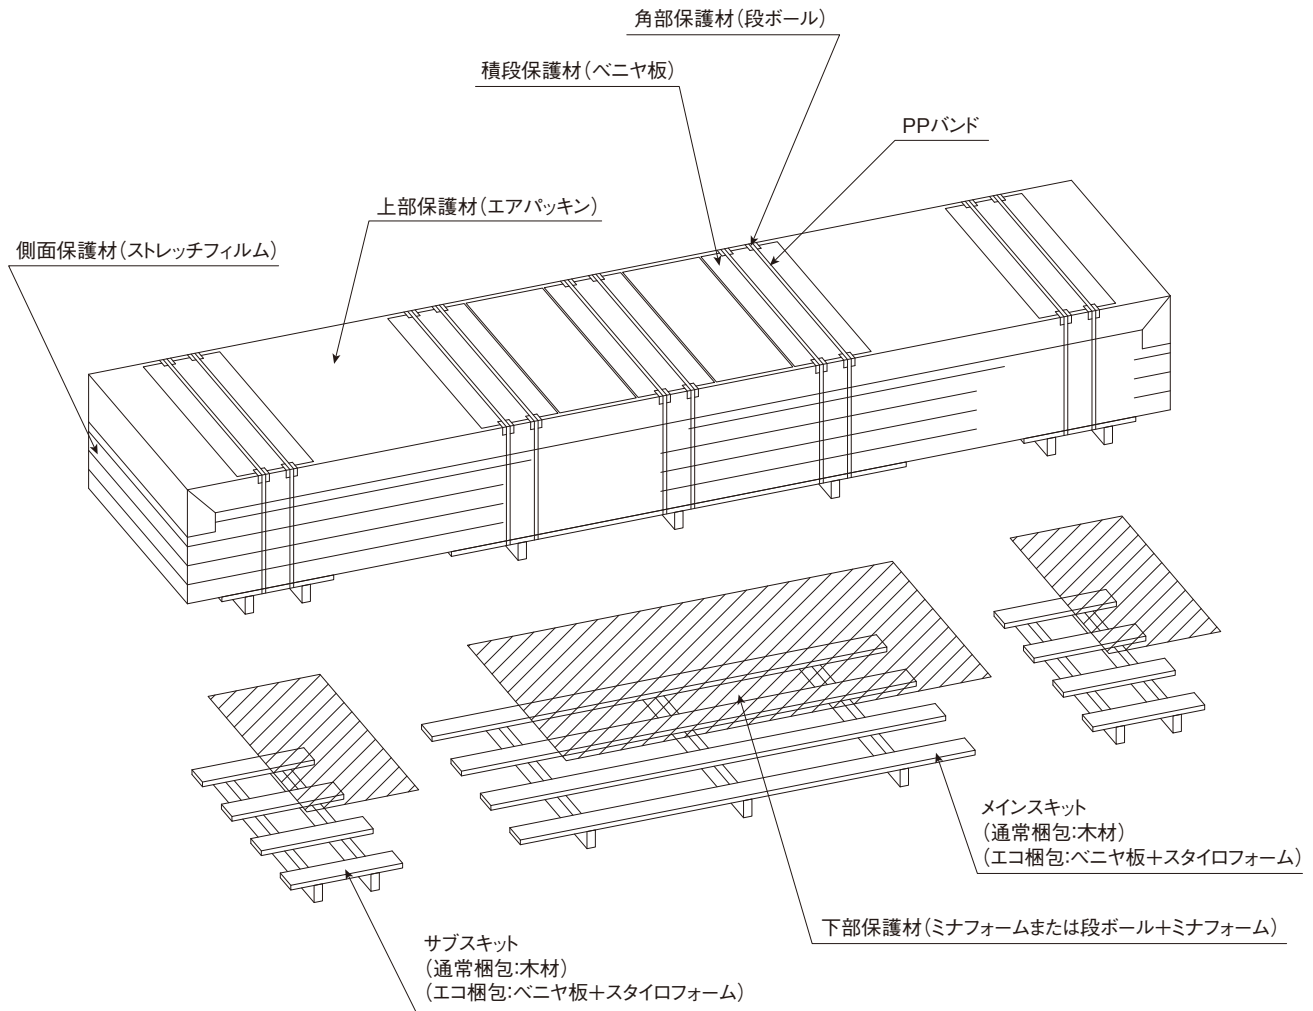 角部保護材(段ボール)
積段保護材(ベニヤ板)
PPバンド
上部保護材(エアパッキン)
側面保護材(ストレッチフィルム)
メインスキット
(通常梱包:木材)
(エコ梱包:ベニヤ板+スタイロフォーム)
下部保護材(ミナフォームまたは段ボール+ミナフォーム)
サブスキット
(通常梱包:木材)
(エコ梱包:ベニヤ板+スタイロフォーム)